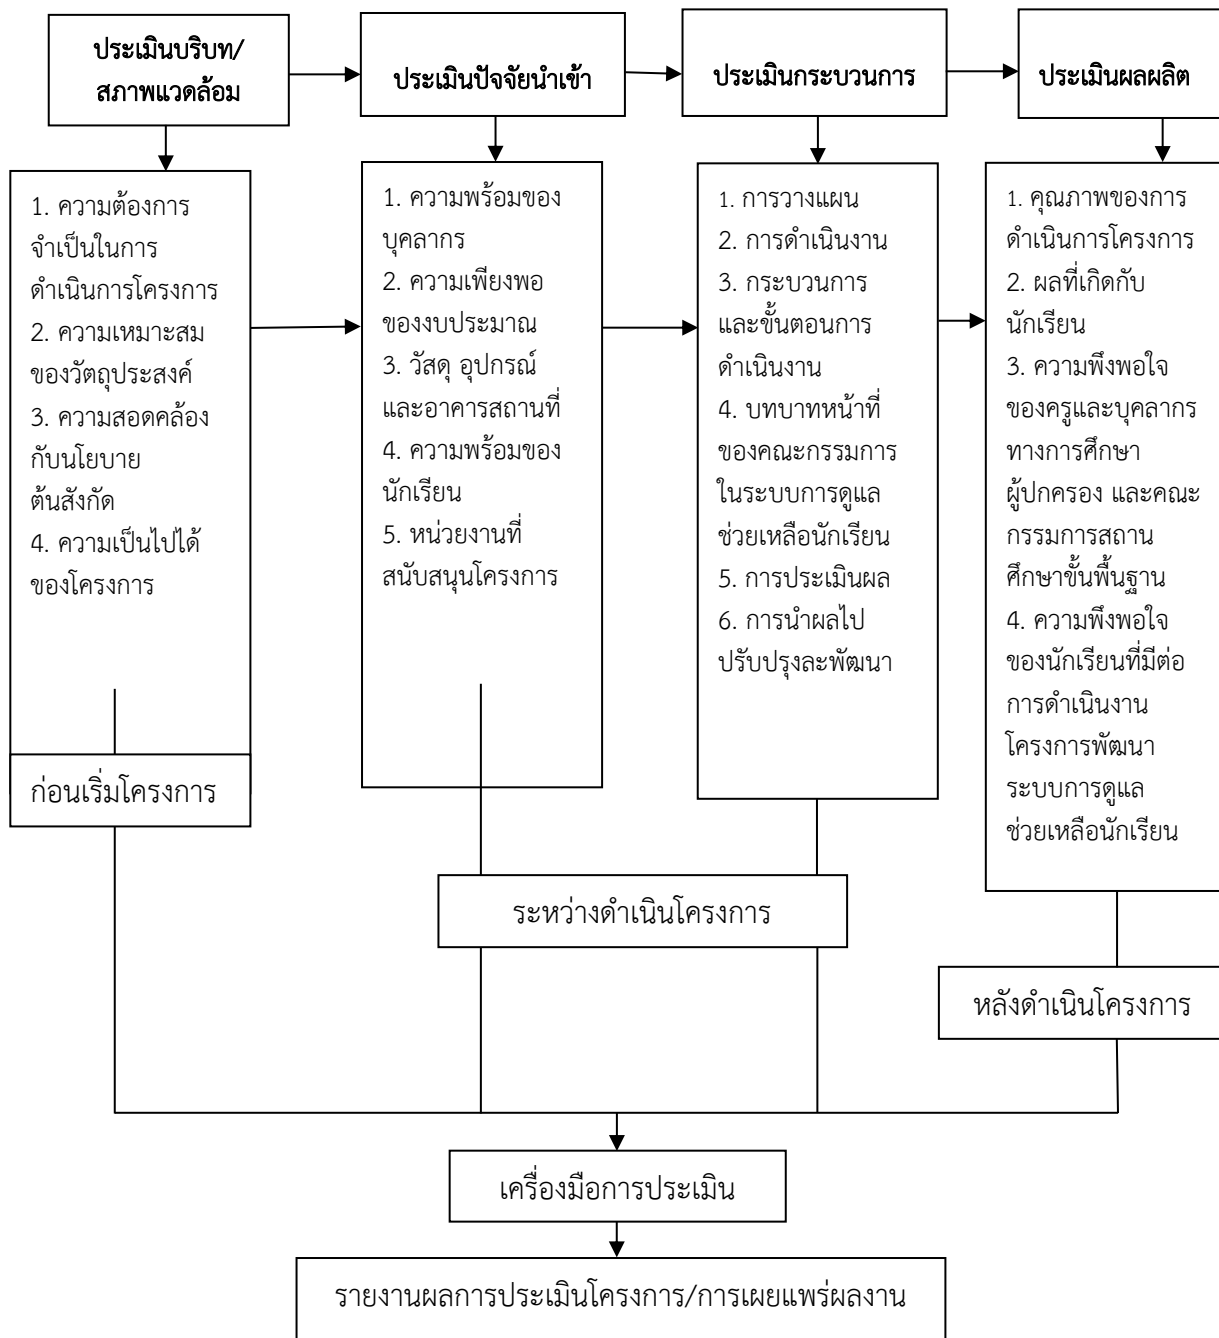 ประเมินบริบท/
สภาพแวดล้อม
ประเมินปัจจัยนำเข้า
ประเมินกระบวนการ
ประเมินผลผลิต
1. ความต้องการ
จำเป็นในการ
ดำเนินการโครงการ
2. ความเหมาะสม
ของวัตถุประสงค์
3. ความสอดคล้อง
กับนโยบาย
ต้นสังกัด
4. ความเป็นไปได้
ของโครงการ
1. ความพร้อมของ
บุคลากร
2. ความเพียงพอ
ของงบประมาณ
3. วัสดุ อุปกรณ์
และอาคารสถานที่
4. ความพร้อมของ
นักเรียน
5. หน่วยงานที่
สนับสนุนโครงการ
1. การวางแผน
2. การดำเนินงาน
3. กระบวนการ
และขั้นตอนการ
ดำเนินงาน
4. บทบาทหน้าที่
ของคณะกรรมการ
ในระบบการดูแล
ช่วยเหลือนักเรียน
5. การประเมินผล
6. การนำผลไป
ปรับปรุงละพัฒนา
1. คุณภาพของการ
ดำเนินการโครงการ
2. ผลที่เกิดกับ
นักเรียน
3. ความพึงพอใจ
ของครูและบุคลากร
ทางการศึกษา
ผู้ปกครอง และคณะ
กรรมการสถาน
ศึกษาขั้นพื้นฐาน
4. ความพึงพอใจ
ของนักเรียนที่มีต่อ
การดำเนินงาน
โครงการพัฒนา
ระบบการดูแล
ช่วยเหลือนักเรียน
ก่อนเริ่มโครงการ
ระหว่างดำเนินโครงการ
หลังดำเนินโครงการ
เครื่องมือการประเมิน
รายงานผลการประเมินโครงการ/การเผยแพร่ผลงาน